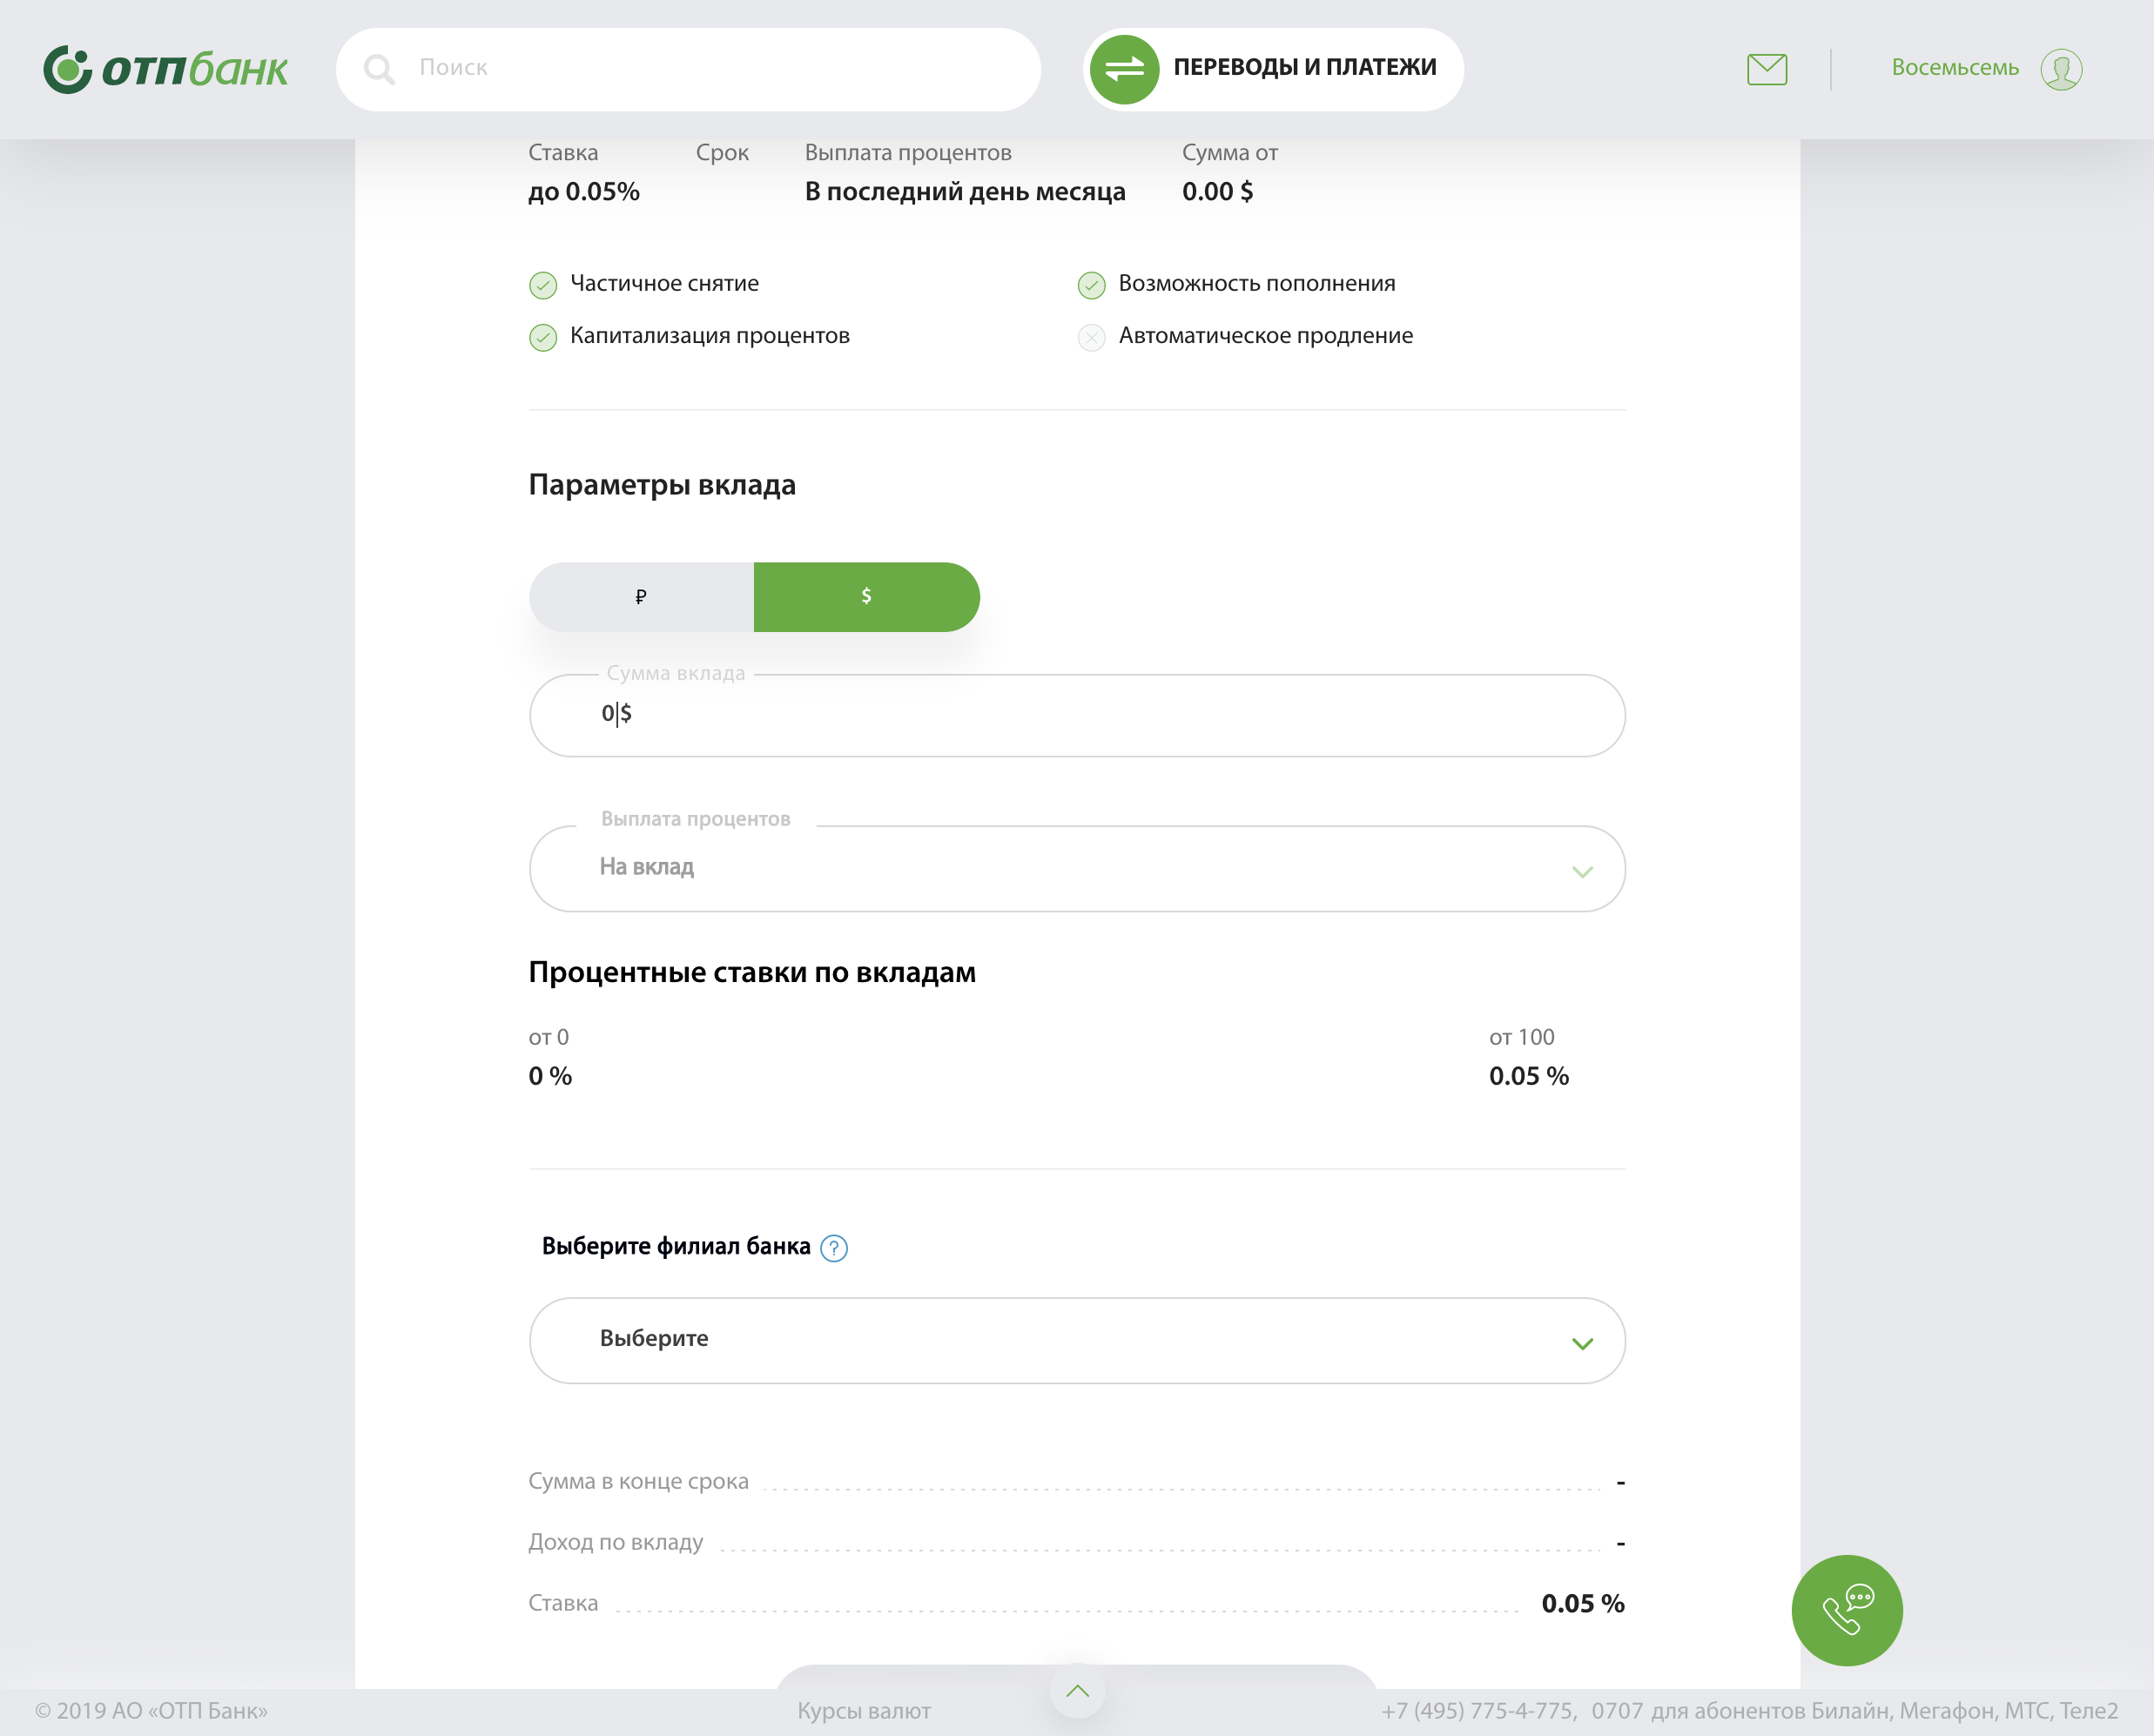 ОТПбанк
Поиск
ПЕРЕВОДЫ И ПЛАТЕЖИ
Восемьсемь
Ставка Срок Выплата процентов Сумма от
до 0.05% В последний день месяца 0.00 $
Частичное снятие Возможность пополнения
Капитализация процентов Автоматическое продление
Параметры вклада
₽ $
Сумма вклада
0$
Выплата процентов
На вклад
Процентные ставки по вкладам
от 0 от 100
0 % 0.05 %
Выберите филиал банка ?
Выберите
Сумма в конце срока -
Доход по вкладу -
Ставка 0.05 %
© 2019 АО «ОТП Банк» Курсы валют +7 (495) 775-4-775, 0707 для абонентов Билайн, Мегафон, МТС, Теле2